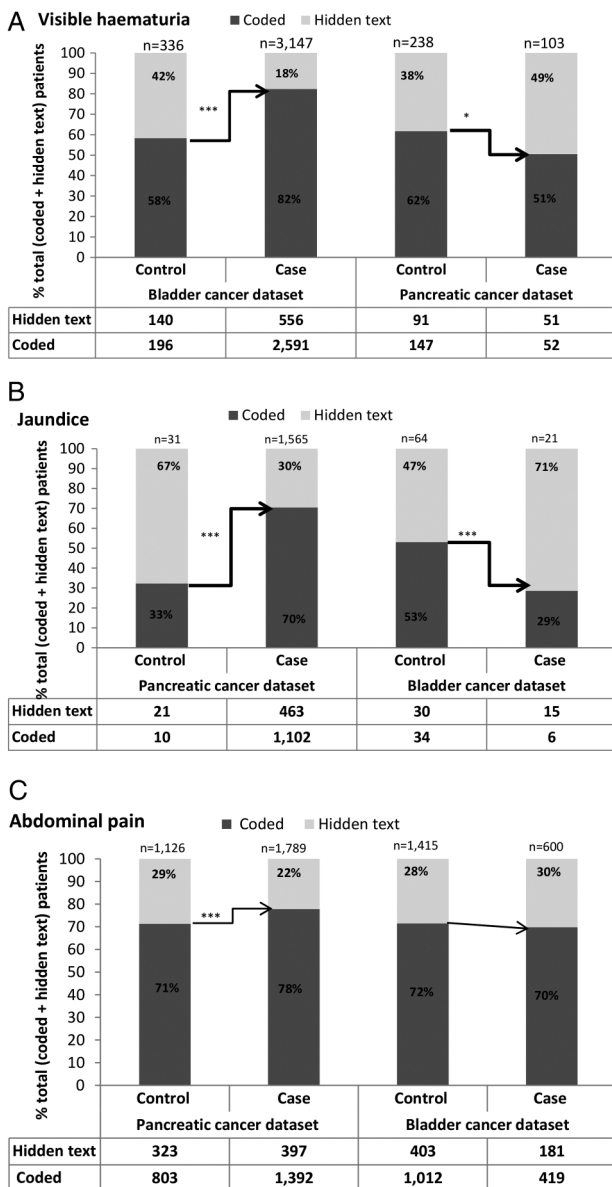 A Visible haematuria
Coded Hidden text
n=336 n=3,147 n=238 n=103
% total (coded + hidden text) patients
100
90
80
70
60
50
40
30
20
10
0
42% 18% 38% 49%
*** *
58% 82% 62% 51%
Control Case Control Case
Bladder cancer dataset Pancreatic cancer dataset
Hidden text 140 556 91 51
Coded 196 2,591 147 52
B
Jaundice
Coded Hidden text
n=31 n=1,565 n=64 n=21
% total (coded + hidden text) patients
100
90
80
70
60
50
40
30
20
10
0
67% 30% 47% 71%
*** ***
33% 70% 53% 29%
Control Case Control Case
Pancreatic cancer dataset Bladder cancer dataset
Hidden text 21 463 30 15
Coded 10 1,102 34 6
C
Abdominal pain
Coded Hidden text
n=1,126 n=1,789 n=1,415 n=600
% total (coded + hidden text) patients
100
90
80
70
60
50
40
30
20
10
0
29% 22% 28% 30%
***
71% 78% 72% 70%
Control Case Control Case
Pancreatic cancer dataset Bladder cancer dataset
Hidden text 323 397 403 181
Coded 803 1,392 1,012 419